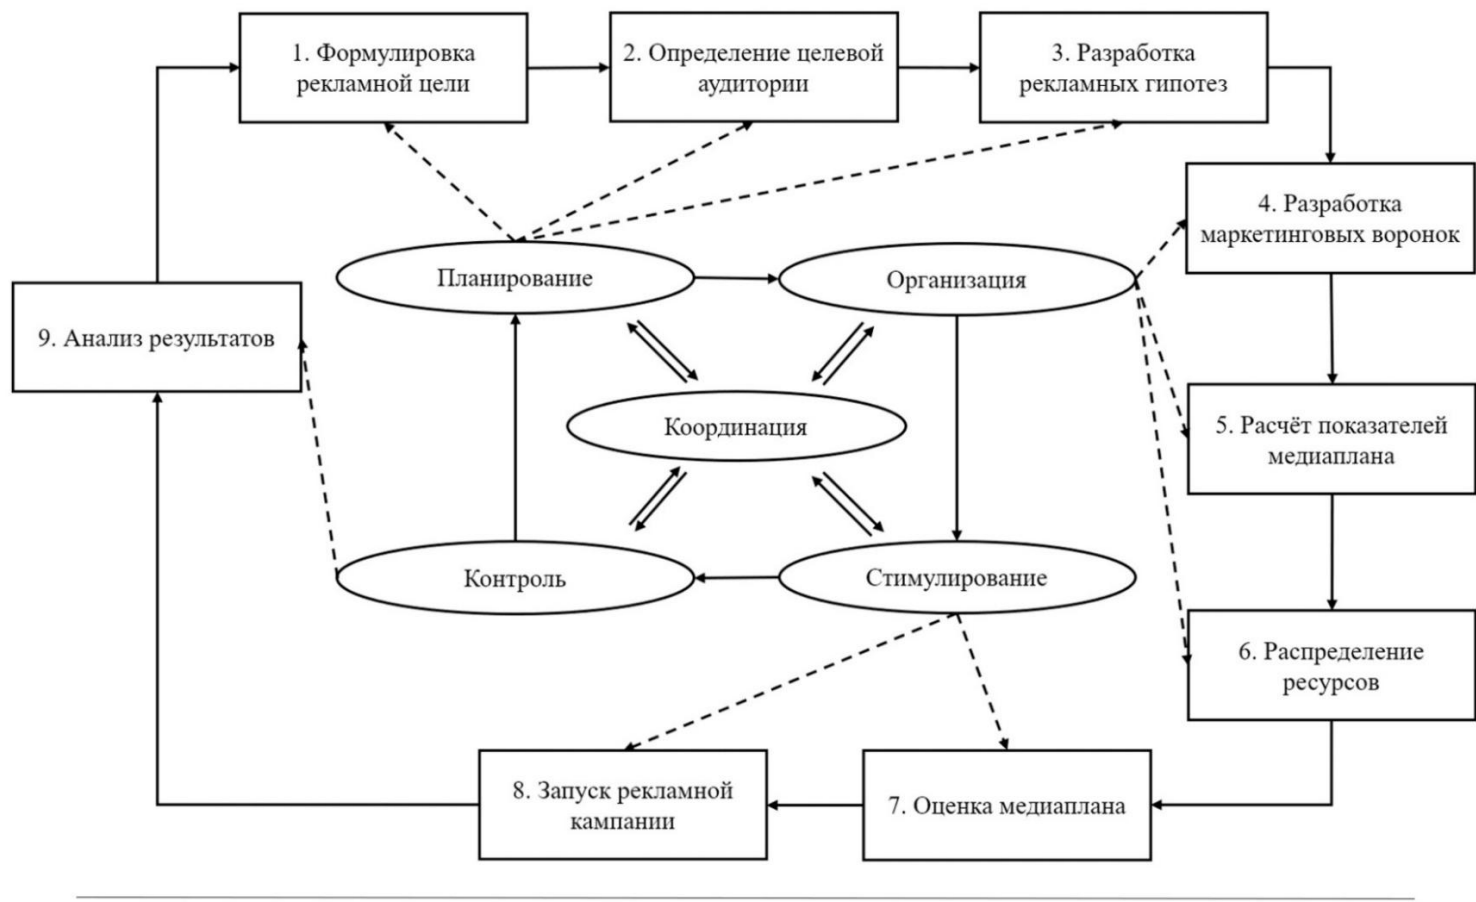 1. Формулировка
рекламной цели
2. Определение целевой
аудитории
3. Разработка
рекламных гипотез
4. Разработка
маркетинговых воронок
Планирование
Организация
9. Анализ результатов
Координация
5. Расчёт показателей
медиаплана
Контроль
Стимулирование
6. Распределение
ресурсов
8. Запуск рекламной
кампании
7. Оценка медиаплана